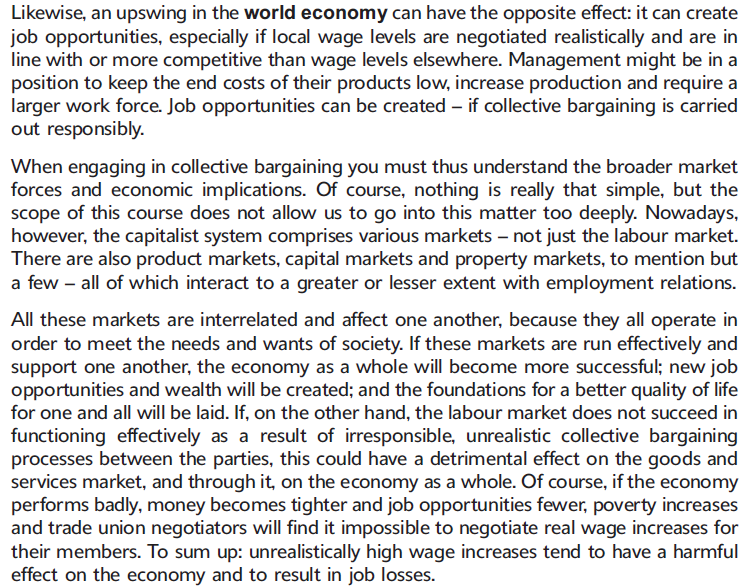 Likewise, an upswing in the world economy can have the opposite effect: it can create
job opportunities, especially if local wage levels are negotiated realistically and are in
line with or more competitive than wage levels elsewhere. Management might be in a
position to keep the end costs of their products low, increase production and require a
larger work force. Job opportunities can be created – if collective bargaining is carried
out responsibly.
When engaging in collective bargaining you must thus understand the broader market
forces and economic implications. Of course, nothing is really that simple, but the
scope of this course does not allow us to go into this matter too deeply. Nowadays,
however, the capitalist system comprises various markets – not just the labour market.
There are also product markets, capital markets and property markets, to mention but
a few – all of which interact to a greater or lesser extent with employment relations.
All these markets are interrelated and affect one another, because they all operate in
order to meet the needs and wants of society. If these markets are run effectively and
support one another, the economy as a whole will become more successful; new job
opportunities and wealth will be created; and the foundations for a better quality of life
for one and all will be laid. If, on the other hand, the labour market does not succeed in
functioning effectively as a result of irresponsible, unrealistic collective bargaining
processes between the parties, this could have a detrimental effect on the goods and
services market, and through it, on the economy as a whole. Of course, if the economy
performs badly, money becomes tighter and job opportunities fewer, poverty increases
and trade union negotiators will find it impossible to negotiate real wage increases for
their members. To sum up: unrealistically high wage increases tend to have a harmful
effect on the economy and to result in job losses.